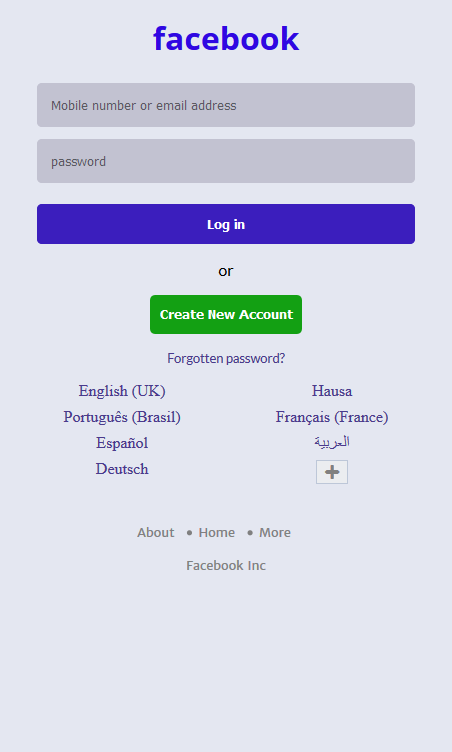 facebook
Mobile number or email address
password
Log in
or
Create New Account
Forgotten password?
English (UK)
Hausa
Português (Brasil)
Français (France)
Español
العربية
Deutsch
About • Home • More
Facebook Inc